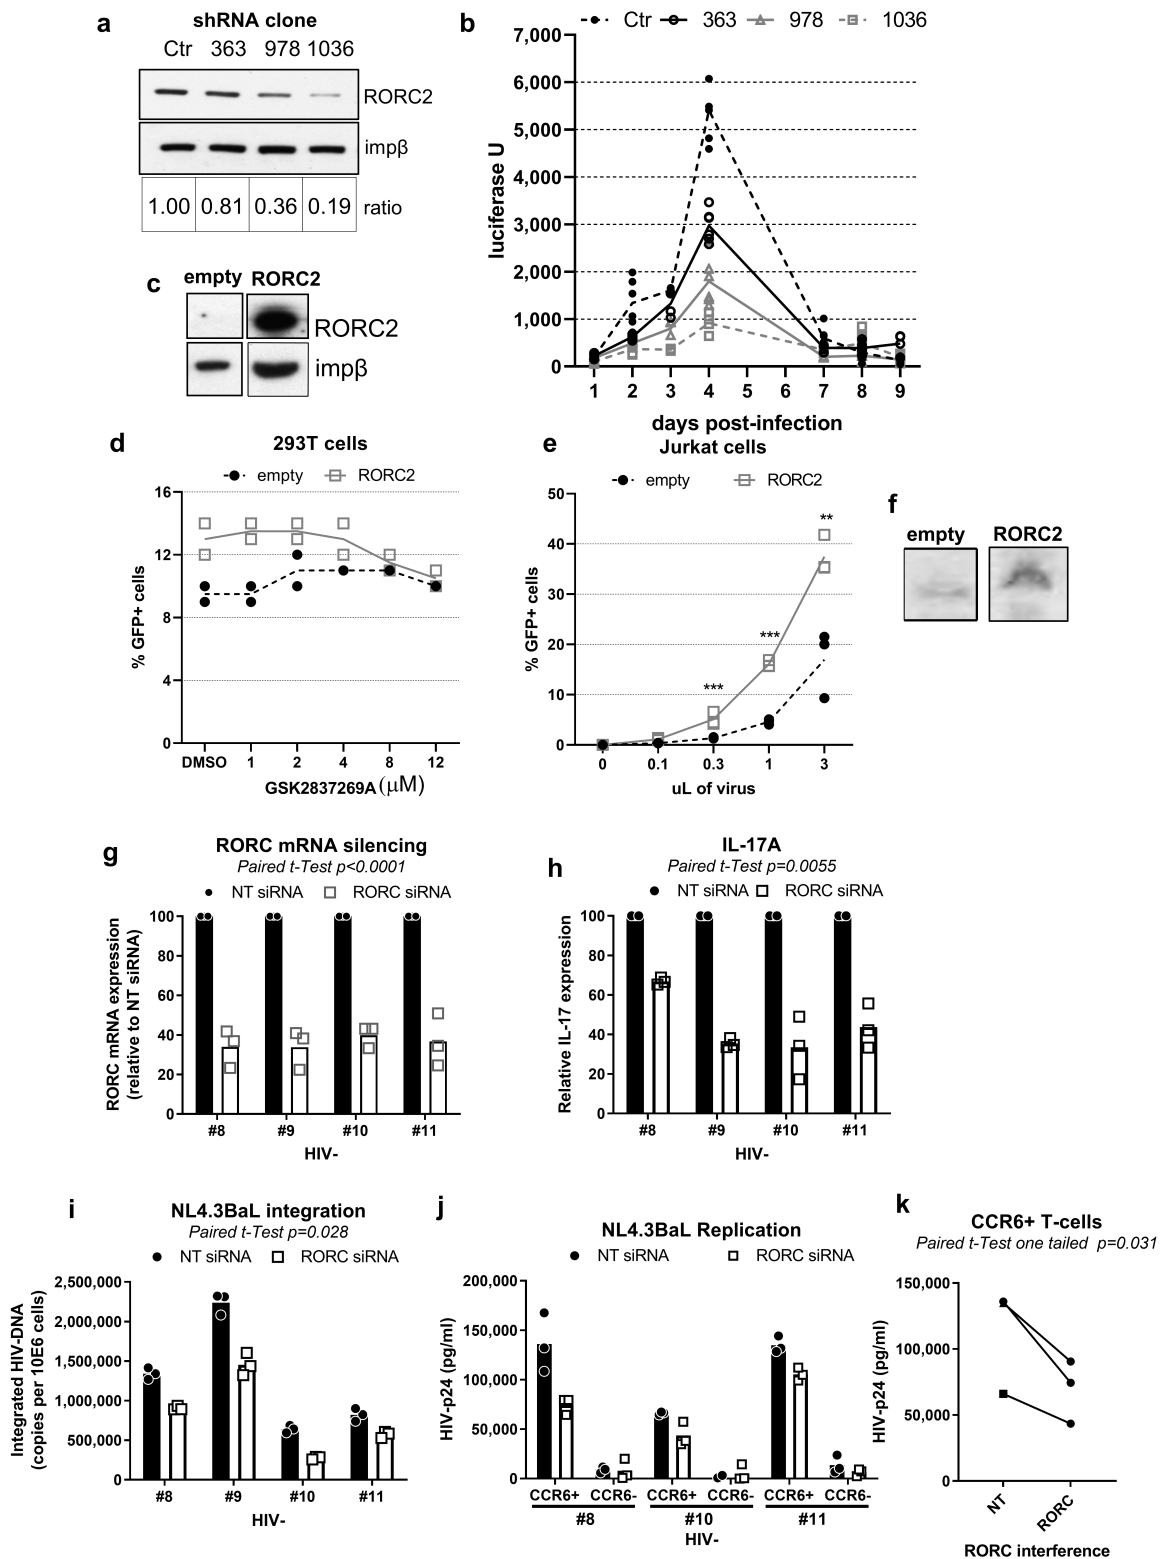 a
shRNA clone
Ctr 363 978 1036
RORC2
impβ
1.00 0.81 0.36 0.19 ratio
b
Ctr 363 978 1036
7,000
6,000
5,000
4,000
3,000
2,000
1,000
0
luciferase U
1 2 3 4 5 6 7 8 9
days post-infection
c
empty RORC2
RORC2
impβ
d
293T cells
empty RORC2
16
12
8
4
0
% GFP+ cells
DMSO 1 2 4 8 12
GSK2837269A (µM)
e
Jurkat cells
empty RORC2
50
40
30
20
10
0
% GFP+ cells
**
***
***
0 0.1 0.3 1 3
uL of virus
f
empty RORC2
g
RORC mRNA silencing
Paired t-Test p<0.0001
NT siRNA RORC siRNA
100
80
60
40
20
0
RORC mRNA expression
(relative to NT siRNA)
#8 #9 #10 #11
HIV-
h
IL-17A
Paired t-Test p=0.0055
NT siRNA RORC siRNA
100
80
60
40
20
0
Relative IL-17 expression
#8 #9 #10 #11
HIV-
i
NL4.3BaL integration
Paired t-Test p=0.028
NT siRNA RORC siRNA
2,500,000
2,000,000
1,500,000
1,000,000
500,000
0
Integrated HIV-DNA
(copies per 10E6 cells)
#8 #9 #10 #11
HIV-
j
NL4.3BaL Replication
NT siRNA RORC siRNA
200,000
150,000
100,000
50,000
0
HIV-p24 (pg/ml)
CCR6+ CCR6- CCR6+ CCR6- CCR6+ CCR6-
#8 #10 #11
HIV-
k
CCR6+ T-cells
Paired t-Test one tailed p=0.031
150,000
100,000
50,000
0
HIV-p24 (pg/ml)
NT RORC
RORC interference